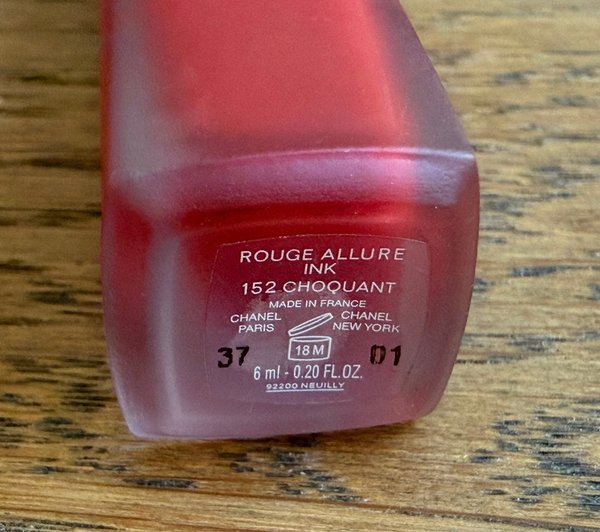 ROUGE ALLURE
INK
152 CHOQUANT
MADE IN FRANCE
CHANEL PARIS
CHANEL NEW YORK
18 M
37
01
6 ml - 0.20 FL.OZ.
92200 NEUILLY